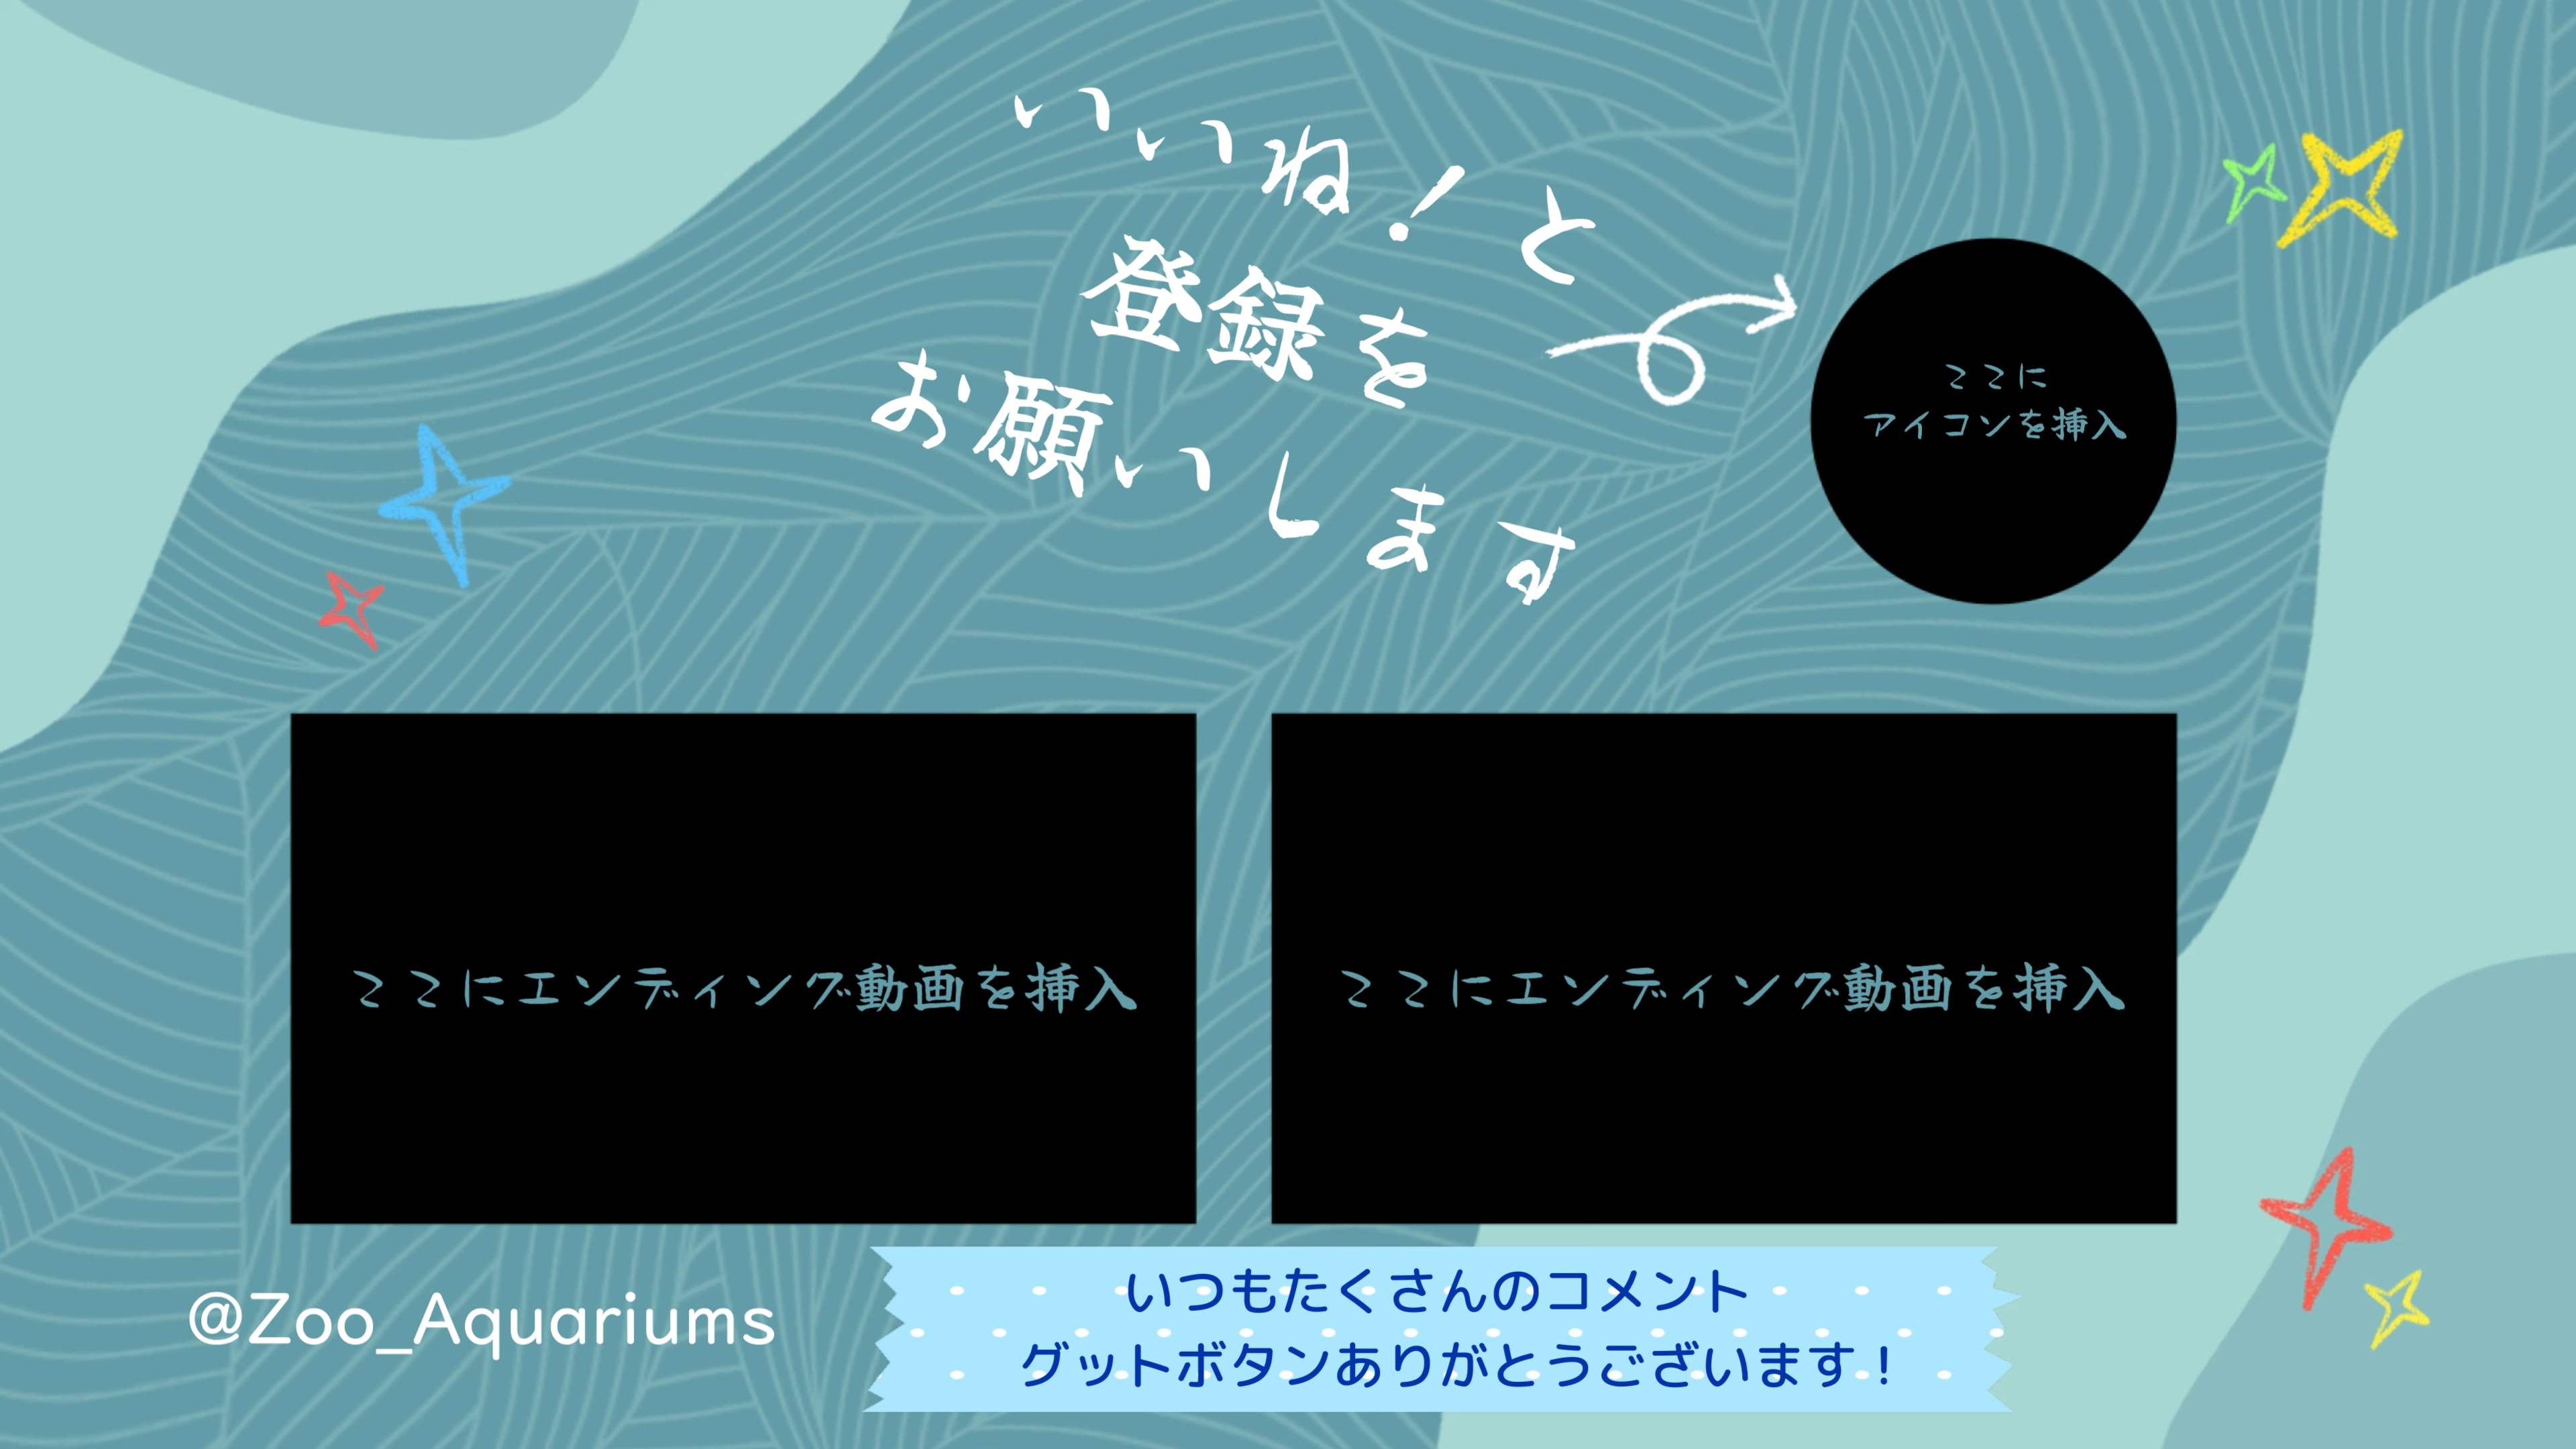 いいね!と
登録を
お願いします
ここに
アイコンを挿入
ここにエンディング動画を挿入
ここにエンディング動画を挿入
@Zoo_Aquariums
いつもたくさんのコメント
グットボタンありがとうございます!